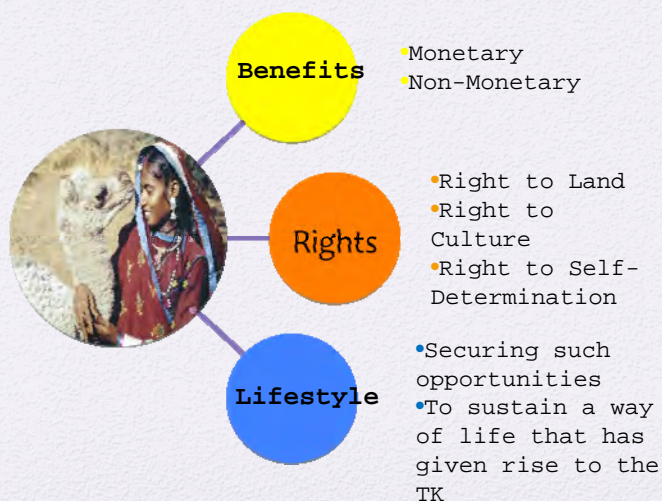 Benefits
•Monetary
•Non-Monetary
Rights
•Right to Land
•Right to
Culture
•Right to Self-
Determination
Lifestyle
•Securing such
opportunities
•To sustain a way
of life that has
given rise to the
TK